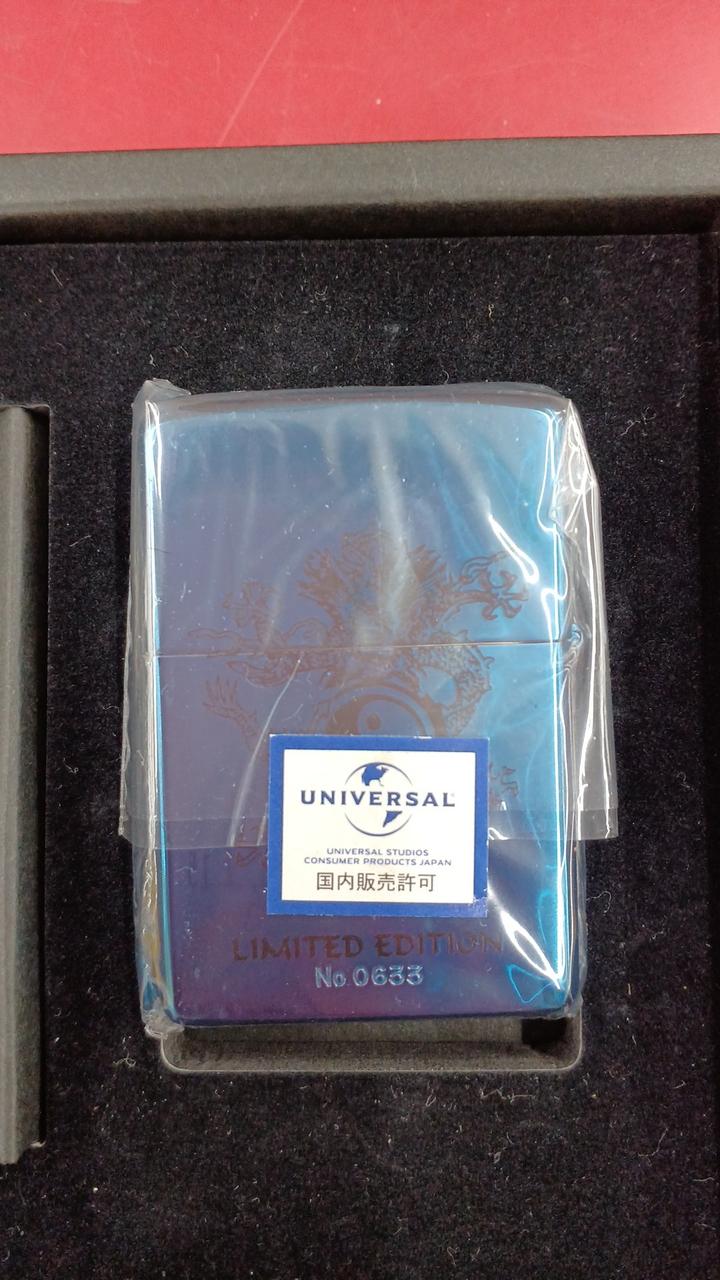 UNIVERSAL
UNIVERSAL STUDIOS
CONSUMER PRODUCTS JAPAN
国内販売許可
LIMITED EDITION
No 0633